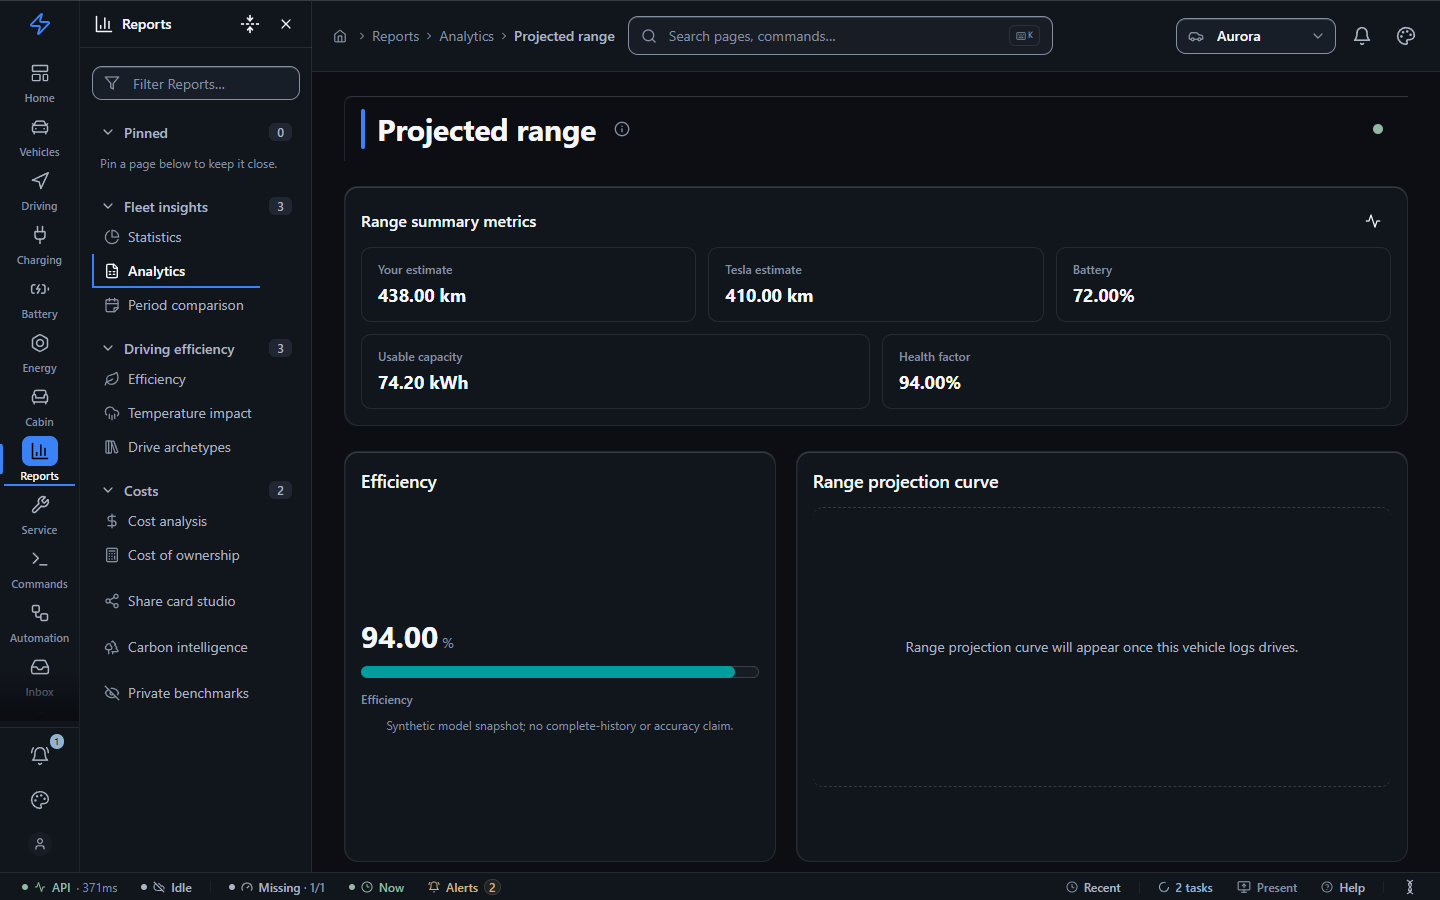 Home
Vehicles
Driving
Charging
Battery
Energy
Cabin
Reports
Service
Commands
Automation
Inbox
1
Reports
Filter Reports...
Pinned
0
Pin a page below to keep it close.
Fleet insights
3
Statistics
Analytics
Period comparison
Driving efficiency
3
Efficiency
Temperature impact
Drive archetypes
Costs
2
Cost analysis
Cost of ownership
Share card studio
Carbon intelligence
Private benchmarks
Reports
Analytics
Projected range
Search pages, commands...
K
Aurora
Projected range
Range summary metrics
Your estimate
438.00 km
Tesla estimate
410.00 km
Battery
72.00%
Usable capacity
74.20 kWh
Health factor
94.00%
Efficiency
94.00 %
Efficiency
Synthetic model snapshot; no complete-history or accuracy claim.
Range projection curve
Range projection curve will appear once this vehicle logs drives.
API · 371ms
Idle
Missing · 1/1
Now
Alerts 2
Recent
2 tasks
Present
Help